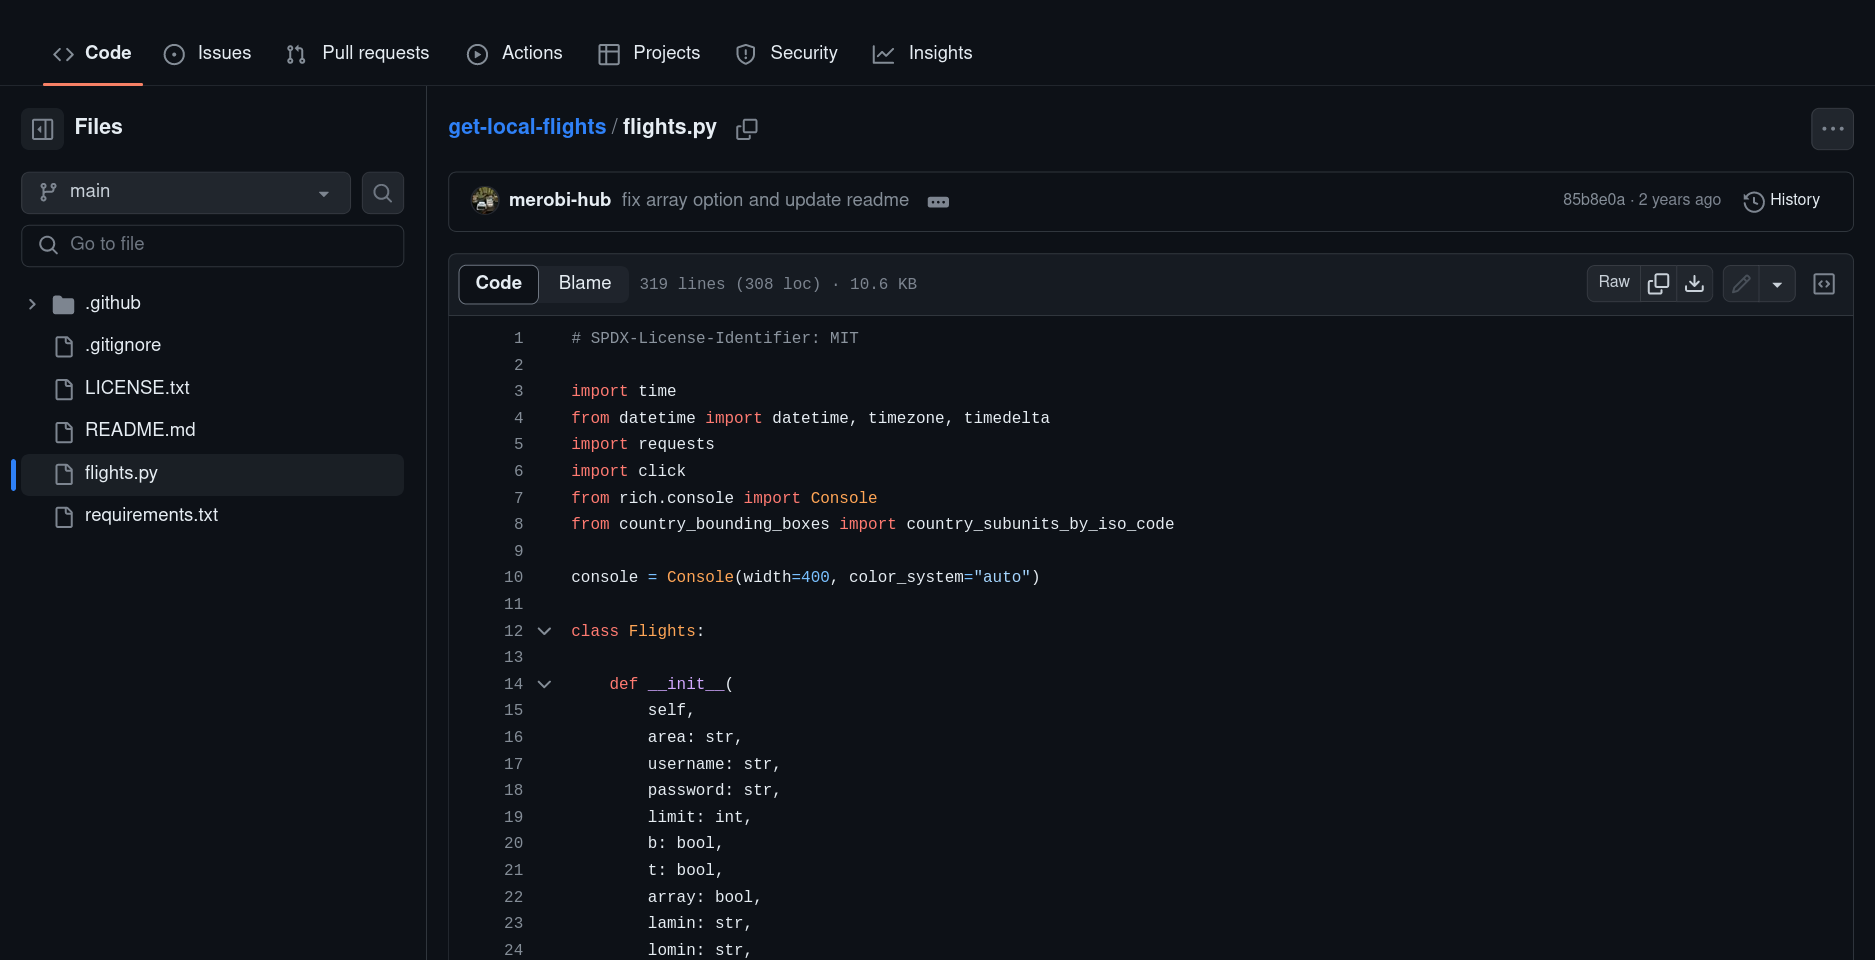 Code Issues Pull requests Actions Projects Security Insights
Files
main
Go to file
.github
.gitignore
LICENSE.txt
README.md
flights.py
requirements.txt
get-local-flights / flights.py
merobi-hub fix array option and update readme 85b8e0a · 2 years ago History
Code Blame 319 lines (308 loc) · 10.6 KB Raw
1 # SPDX-License-Identifier: MIT
2
3 import time
4 from datetime import datetime, timezone, timedelta
5 import requests
6 import click
7 from rich.console import Console
8 from country_bounding_boxes import country_subunits_by_iso_code
9
10 console = Console(width=400, color_system="auto")
11
12 class Flights:
13
14     def __init__(
15         self,
16         area: str,
17         username: str,
18         password: str,
19         limit: int,
20         b: bool,
21         t: bool,
22         array: bool,
23         lamin: str,
24         lomin: str,